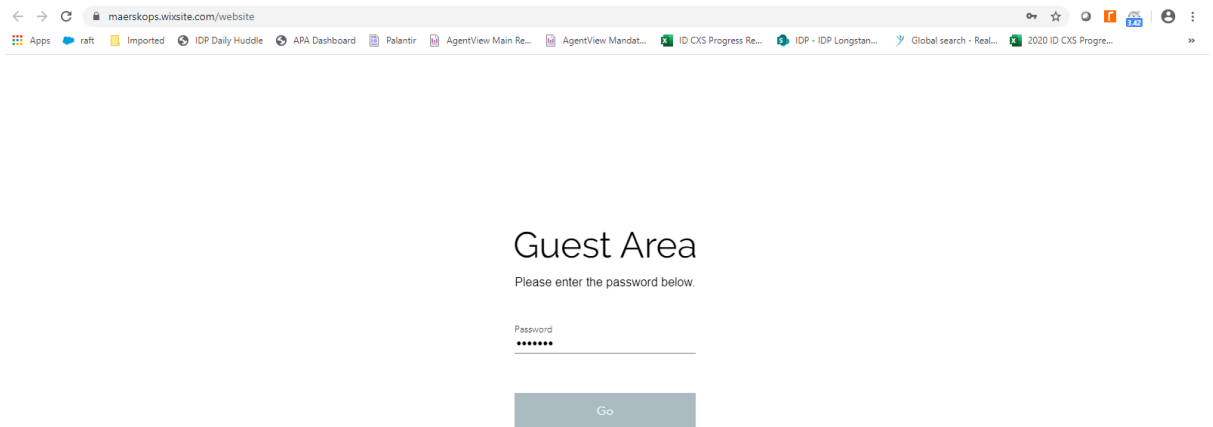 maerskops.wixsite.com/website
3.42
Apps raft Imported IDP Daily Huddle APA Dashboard Palantir AgentView Main Re... AgentView Mandat... ID CXS Progress Re... IDP - IDP Longstan... Global search - Real... 2020 ID CXS Progre... »
Guest Area
Please enter the password below.
Password
•••••••
Go